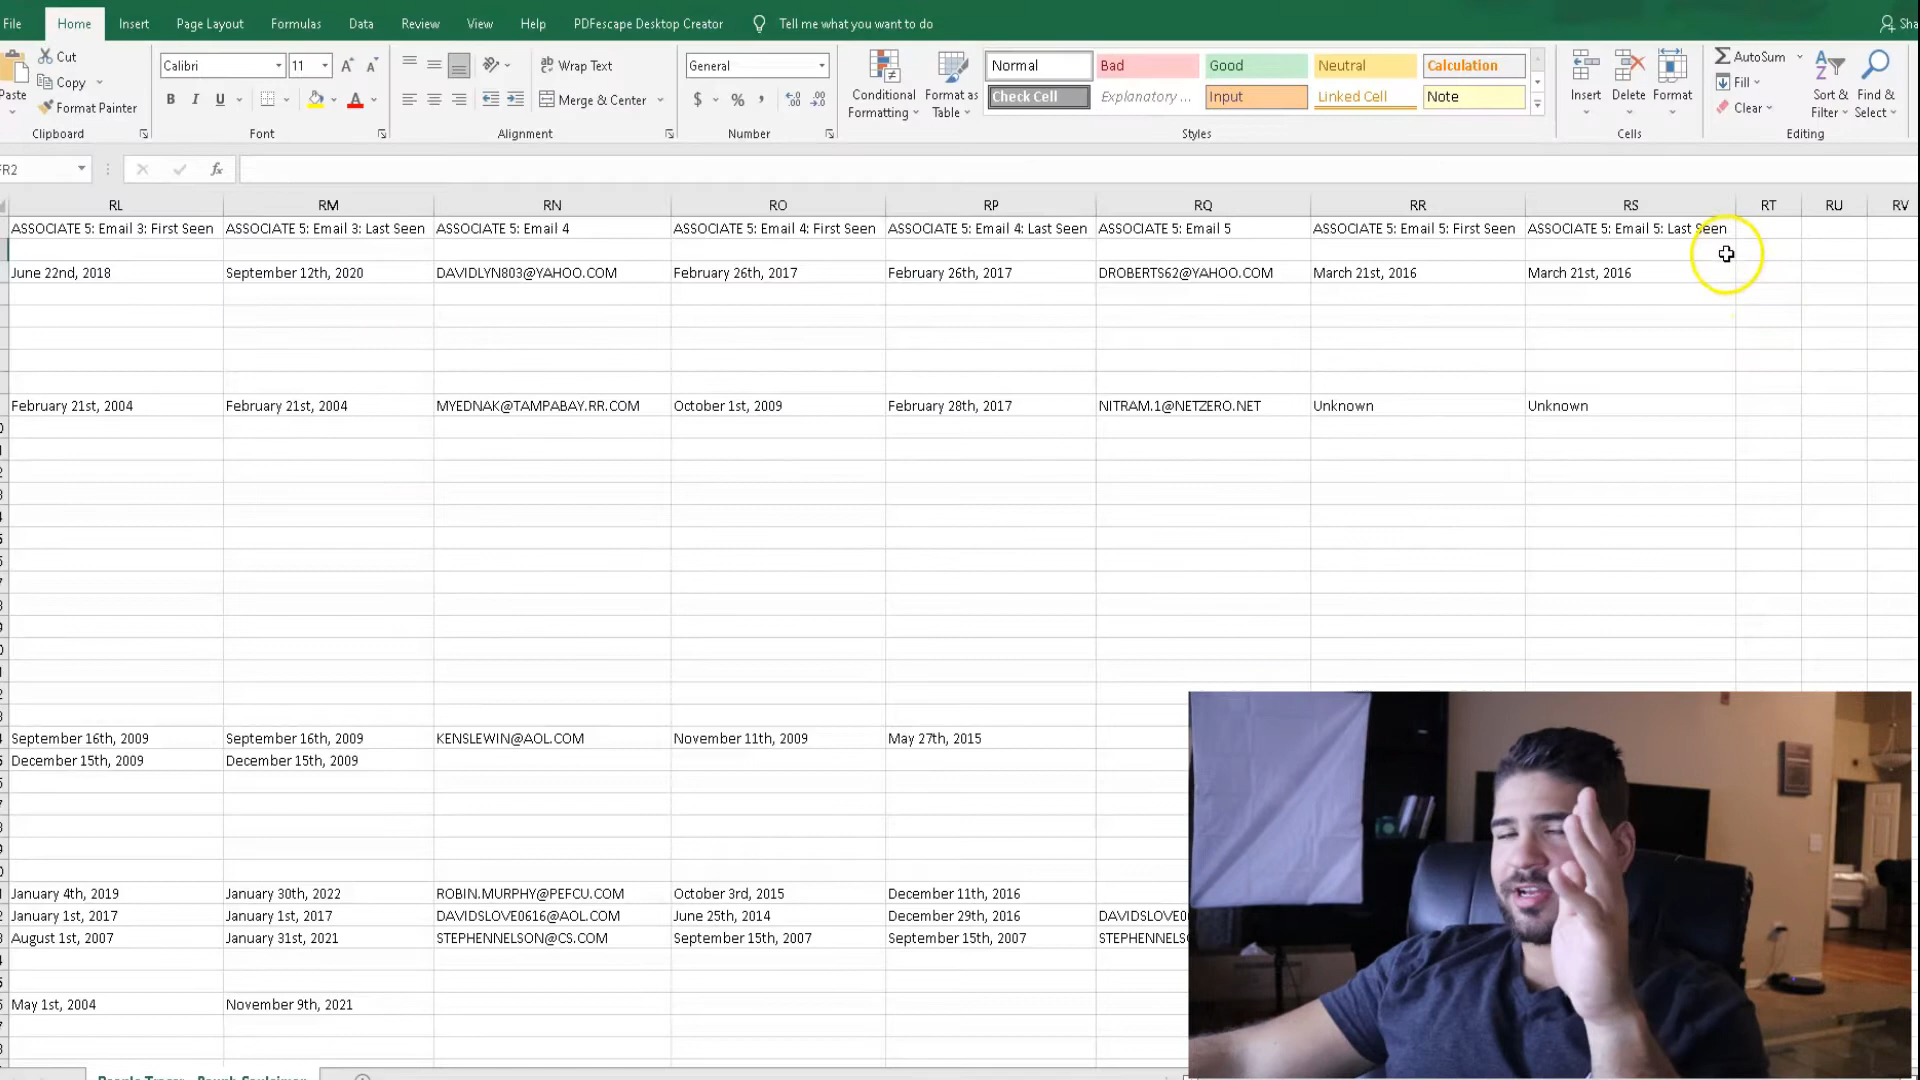 File Home Insert Page Layout Formulas Data Review View Help PDFescape Desktop Creator Tell me what you want to do
Cut
Copy
Format Painter
Paste
Clipboard
Calibri 11
B I U
Font
Wrap Text
Merge & Center
Alignment
General
$ %
Number
Conditional Formatting
Format as Table
Normal Bad Good Neutral Calculation
Check Cell Explanatory ... Input Linked Cell Note
Styles
Insert Delete Format
Cells
AutoSum
Fill
Clear
Sort & Filter
Find & Select
Editing
fx
RL RM RN RO RP RQ RR RS RT RU RV
ASSOCIATE 5: Email 3: First Seen ASSOCIATE 5: Email 3: Last Seen ASSOCIATE 5: Email 4 ASSOCIATE 5: Email 4: First Seen ASSOCIATE 5: Email 4: Last Seen ASSOCIATE 5: Email 5 ASSOCIATE 5: Email 5: First Seen ASSOCIATE 5: Email 5: Last Seen
June 22nd, 2018 September 12th, 2020 DAVIDLYN803@YAHOO.COM February 26th, 2017 February 26th, 2017 DROBERTS62@YAHOO.COM March 21st, 2016 March 21st, 2016
February 21st, 2004 February 21st, 2004 MYEDNAK@TAMPABAY.RR.COM October 1st, 2009 February 28th, 2017 NITRAM.1@NETZERO.NET Unknown Unknown
September 16th, 2009 September 16th, 2009 KENSLEWIN@AOL.COM November 11th, 2009 May 27th, 2015
December 15th, 2009 December 15th, 2009
January 4th, 2019 January 30th, 2022 ROBIN.MURPHY@PEFCU.COM October 3rd, 2015 December 11th, 2016
January 1st, 2017 January 1st, 2017 DAVIDSLOVE0616@AOL.COM June 25th, 2014 December 29th, 2016 DAVIDSLOVE0
August 1st, 2007 January 31st, 2021 STEPHENNELSON@CS.COM September 15th, 2007 September 15th, 2007 STEPHENNELS
May 1st, 2004 November 9th, 2021